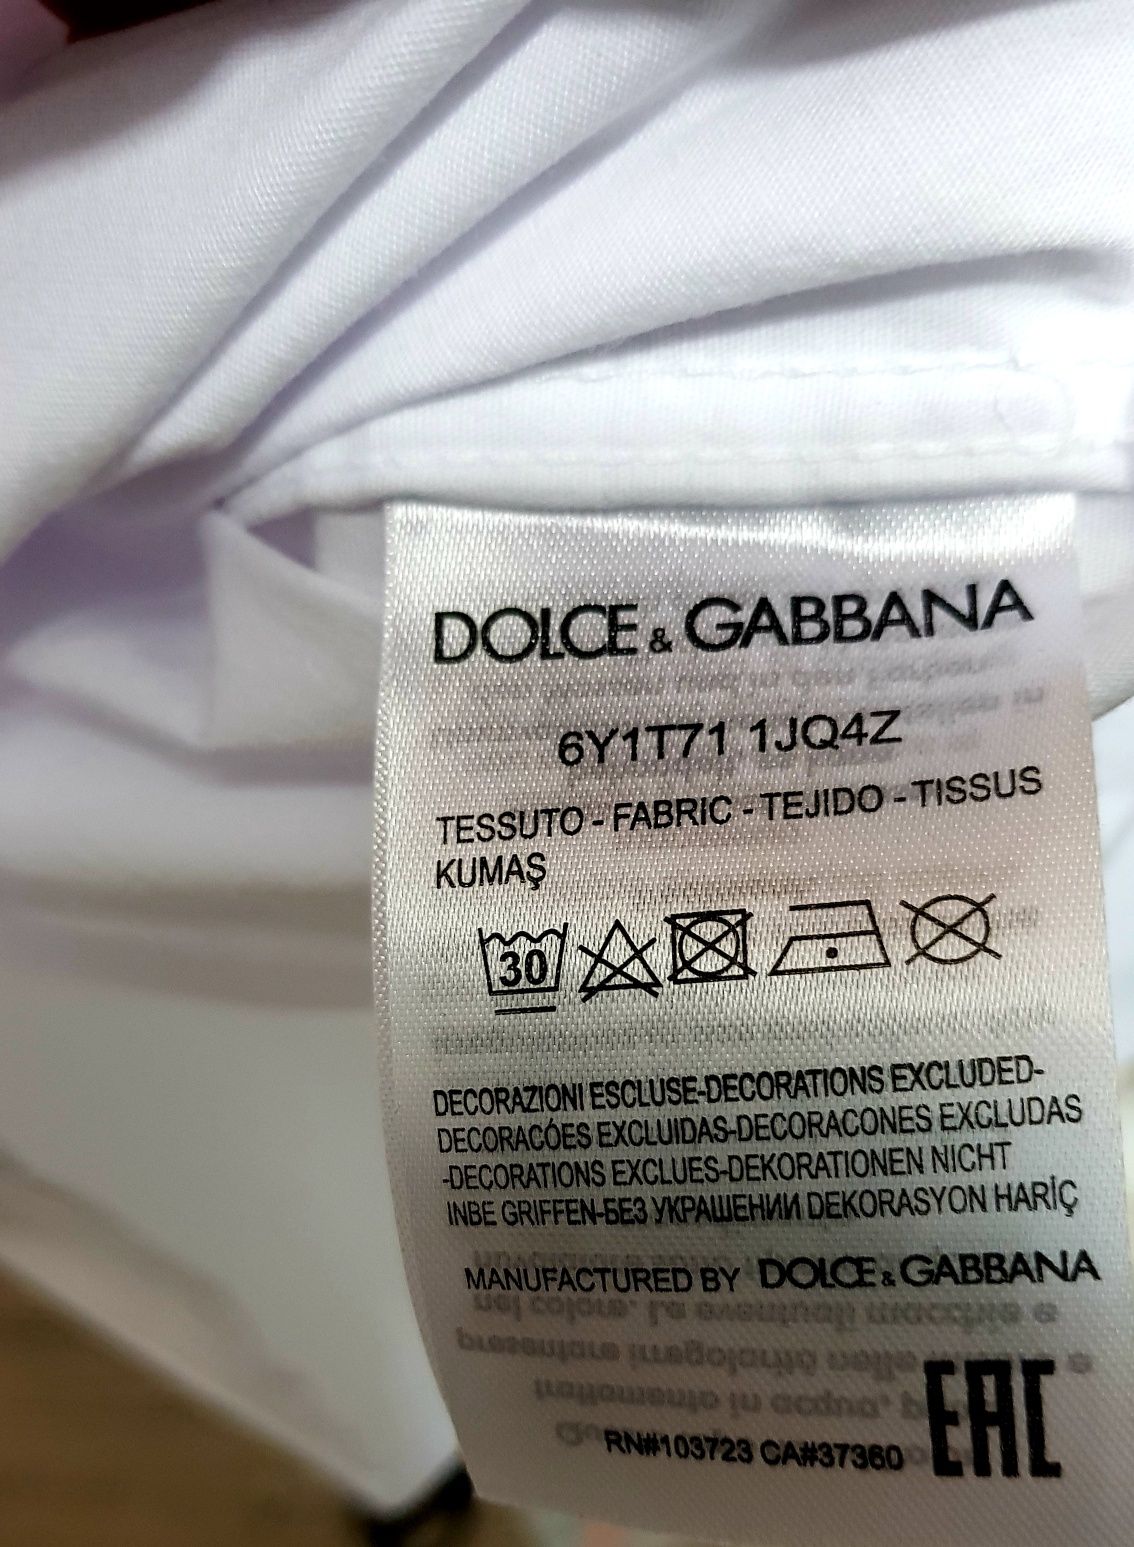 DOLCE & GABBANA
6Y1T71 1JQ4Z
TESSUTO - FABRIC - TEJIDO - TISSUS
KUMAŞ
30
DECORAZIONI ESCLUSE-DECORATIONS EXCLUDED-
DECORACÓES EXCLUIDAS-DECORACONES EXCLUDAS
-DECORATIONS EXCLUES-DEKORATIONEN NICHT
INBE GRIFFEN-БЕЗ УКРАШЕНИИ DEKORASYON HARİÇ
MANUFACTURED BY DOLCE & GABBANA
EAC
RN#103723 CA#37360